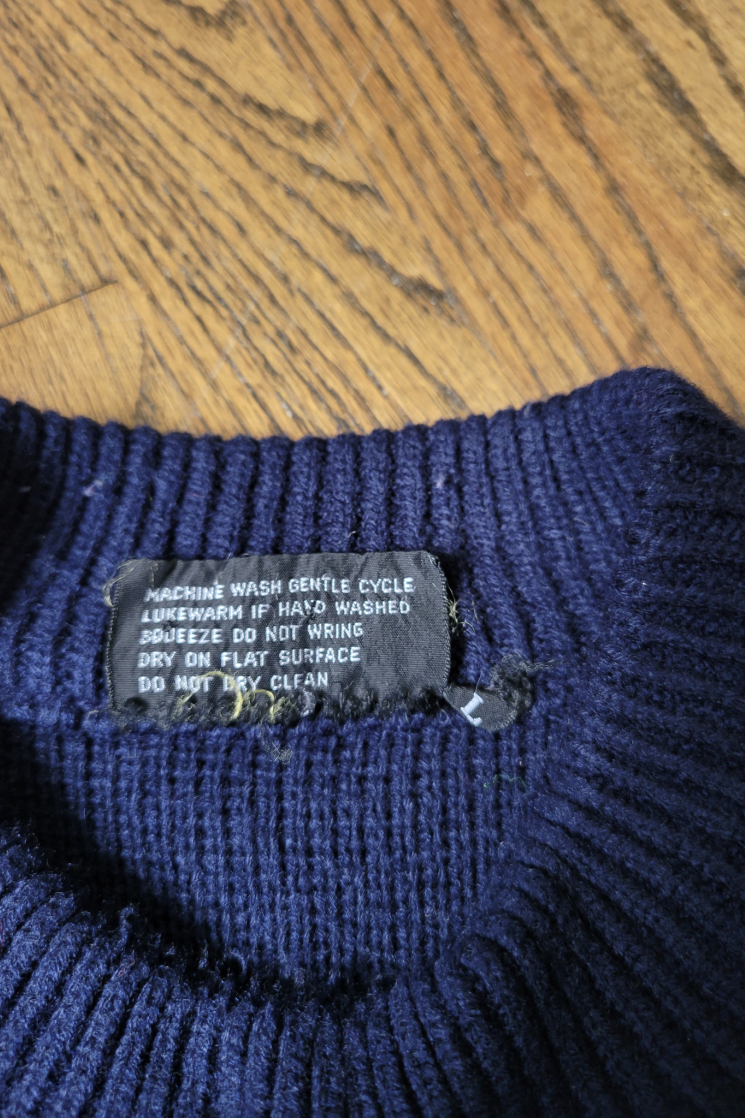 MACHINE WASH GENTLE CYCLE
LUKEWARM IF HAND WASHED
SQUEEZE DO NOT WRING
DRY ON FLAT SURFACE
DO NOT DRY CLEAN
L